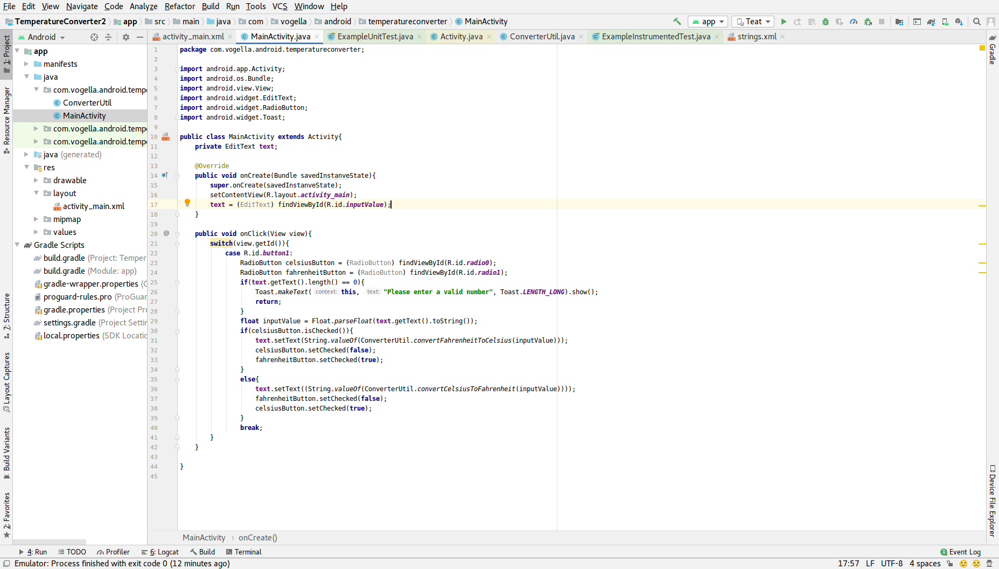 File Edit View Navigate Code Analyze Refactor Build Run Tools VCS Window Help
TemperatureConverter2 app src main java com vogella android temperatureconverter MainActivity app Teat
Android
activity_main.xml MainActivity.java ExampleUnitTest.java Activity.java ConverterUtil.java ExampleInstrumentedTest.java strings.xml
1: Project
Resource Manager
7: Structure
Layout Captures
Build Variants
2: Favorites
app
manifests
java
com.vogella.android.tempe
ConverterUtil
MainActivity
com.vogella.android.tempe
com.vogella.android.tempe
java (generated)
res
drawable
layout
activity_main.xml
mipmap
values
Gradle Scripts
build.gradle (Project: Temper
build.gradle (Module: app)
gradle-wrapper.properties (G
proguard-rules.pro (ProGuar
gradle.properties (Project Pro
settings.gradle (Project Settin
local.properties (SDK Locatio
1 package com.vogella.android.temperatureconverter;
2
3 import android.app.Activity;
4 import android.os.Bundle;
5 import android.view.View;
6 import android.widget.EditText;
7 import android.widget.RadioButton;
8 import android.widget.Toast;
9
10 public class MainActivity extends Activity{
11 private EditText text;
12
13 @Override
14 public void onCreate(Bundle savedInstanveState){
15 super.onCreate(savedInstanveState);
16 setContentView(R.layout.activity_main);
17 text = (EditText) findViewById(R.id.inputValue);
18 }
19
20 @ public void onClick(View view){
21 switch(view.getId()){
22 case R.id.button1:
23 RadioButton celsiusButton = (RadioButton) findViewById(R.id.radio0);
24 RadioButton fahrenheitButton = (RadioButton) findViewById(R.id.radio1);
25 if(text.getText().length() == 0){
26 Toast.makeText( context: this, text: "Please enter a valid number", Toast.LENGTH_LONG).show();
27 return;
28 }
29 float inputValue = Float.parseFloat(text.getText().toString());
30 if(celsiusButton.isChecked()){
31 text.setText(String.valueOf(ConverterUtil.convertFahrenheitToCelsius(inputValue)));
32 celsiusButton.setChecked(false);
33 fahrenheitButton.setChecked(true);
34 }
35 else{
36 text.setText((String.valueOf(ConverterUtil.convertCelsiusToFahrenheit(inputValue))));
37 fahrenheitButton.setChecked(false);
38 celsiusButton.setChecked(true);
39 }
40 break;
41 }
42 }
43
44 }
45
Gradle
Device File Explorer
MainActivity › onCreate()
4: Run TODO Profiler 6: Logcat Build Terminal 1 Event Log
Emulator: Process finished with exit code 0 (12 minutes ago) 17:57 LF UTF-8 4 spaces